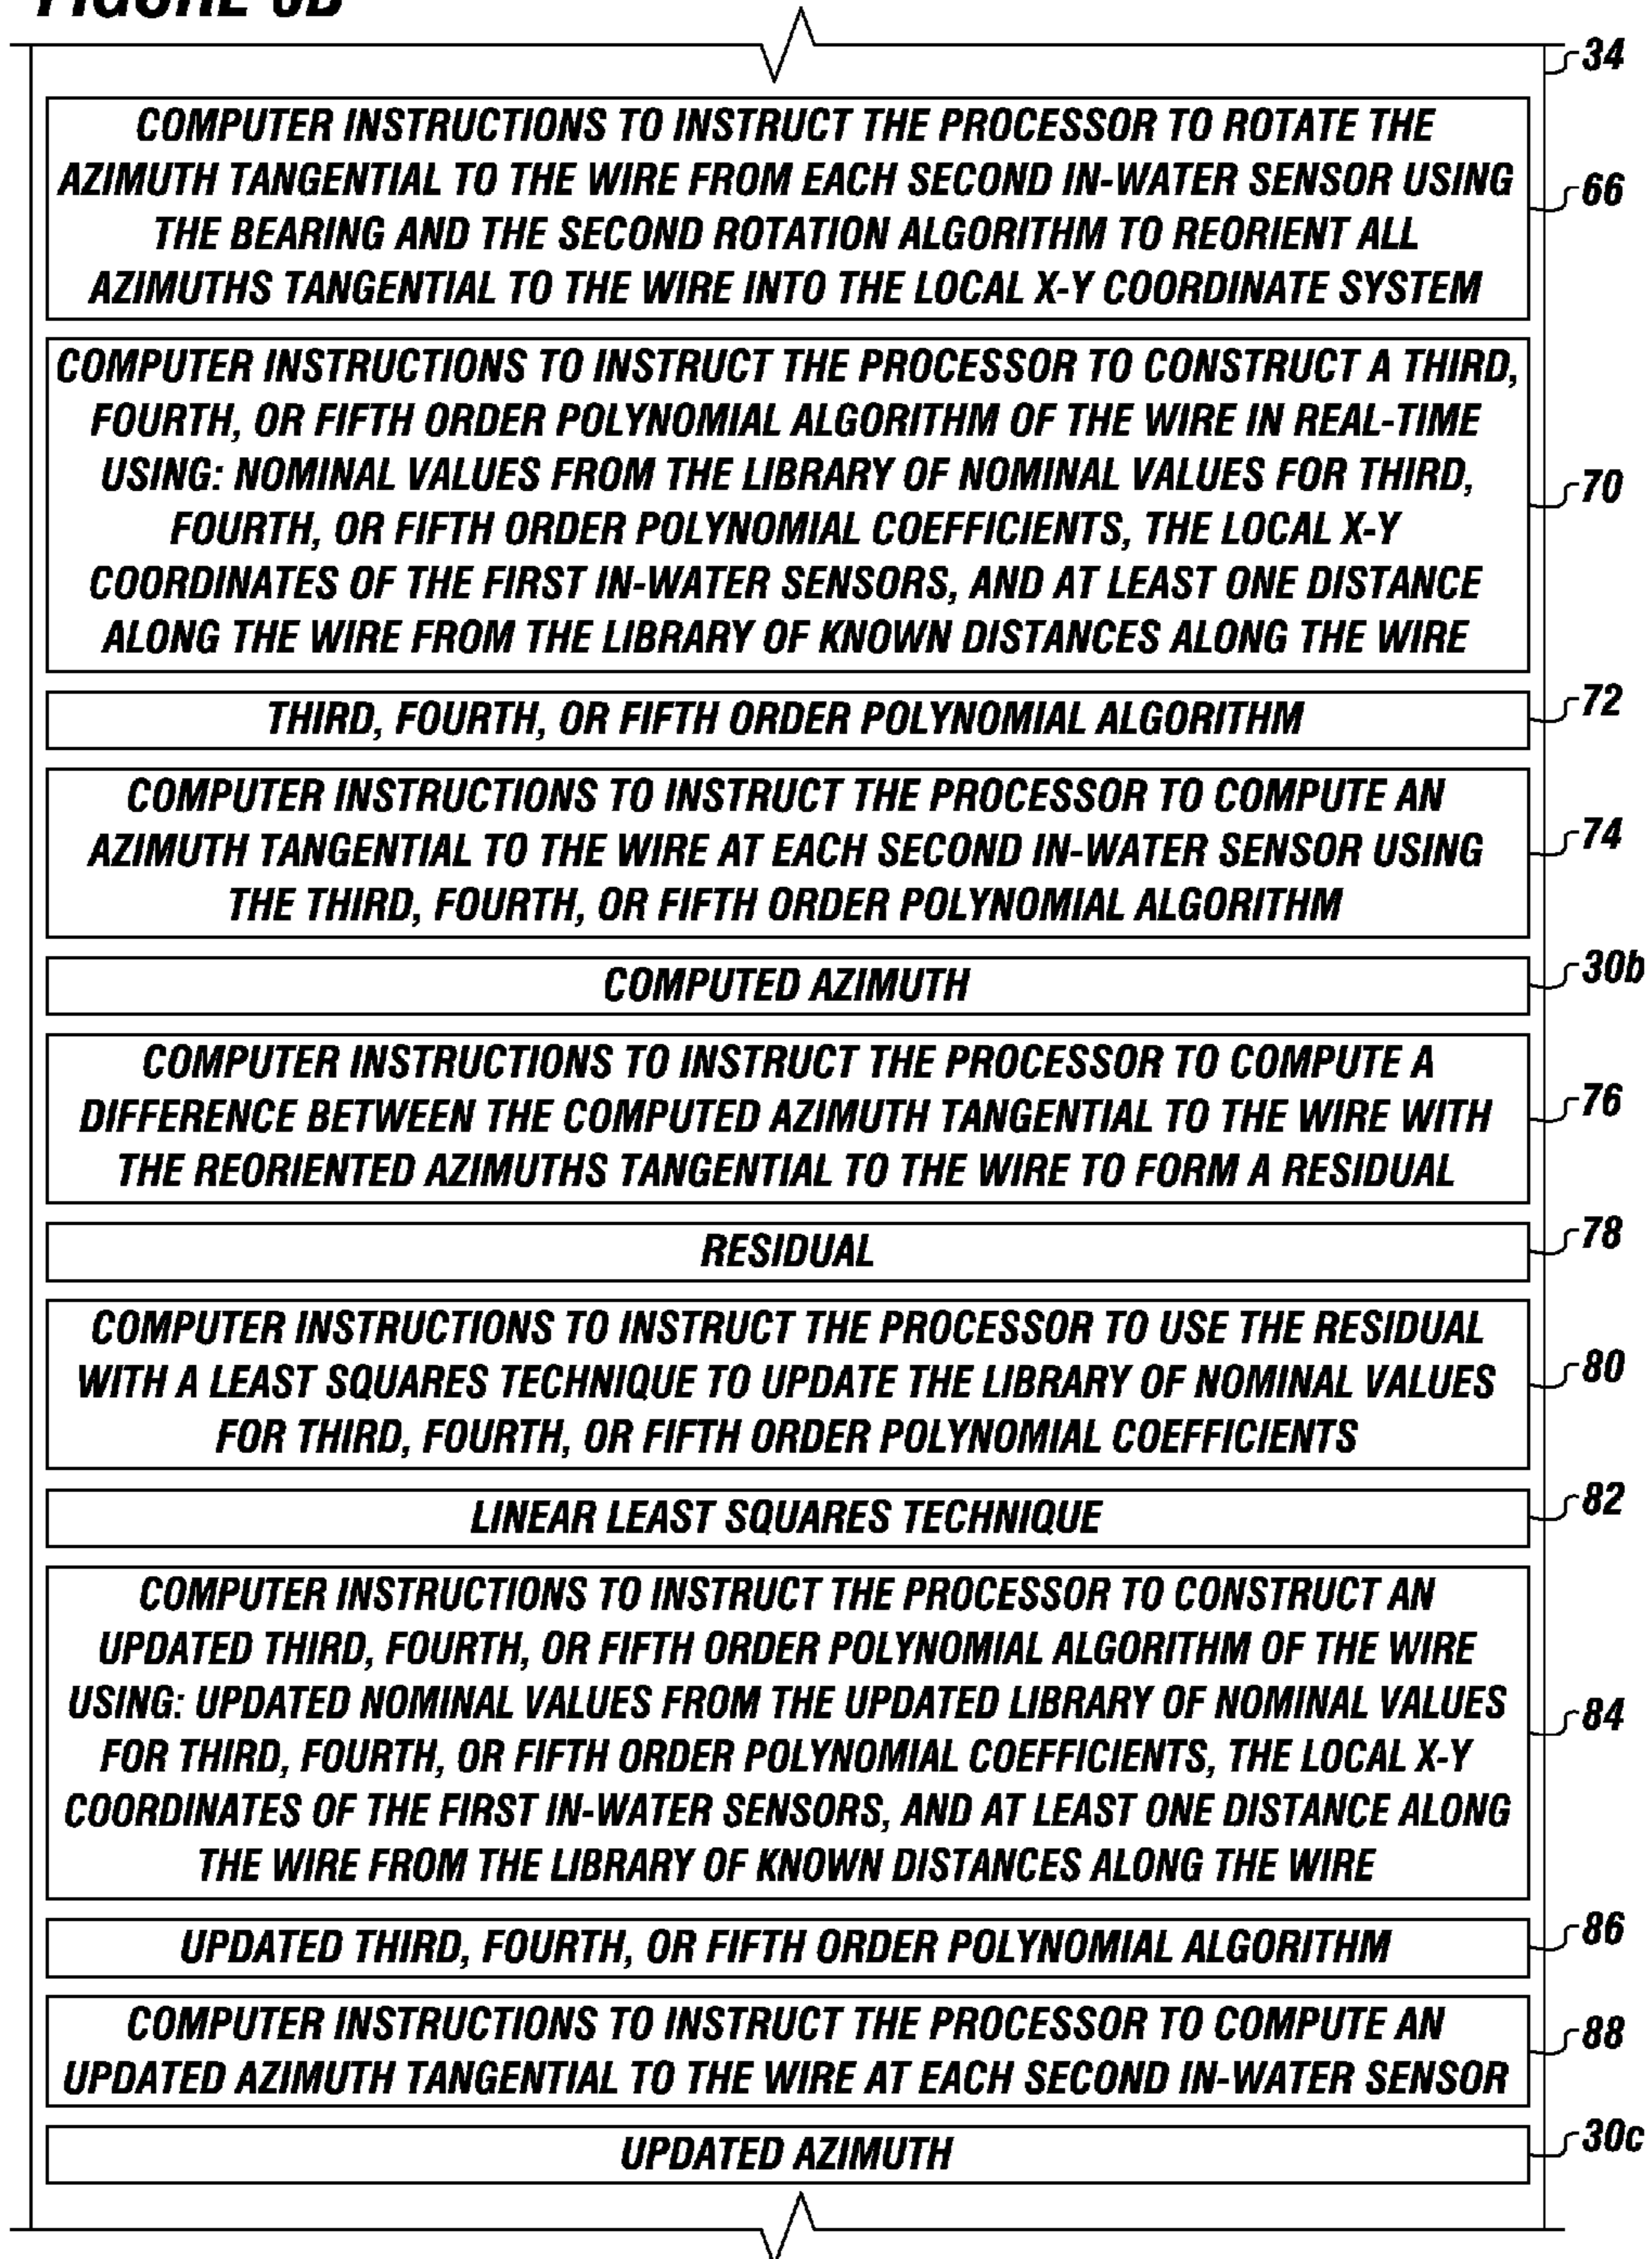 FIGURE
34
COMPUTER INSTRUCTIONS TO INSTRUCT THE PROCESSOR TO ROTATE THE
AZIMUTH TANGENTIAL TO THE WIRE FROM EACH SECOND IN-WATER SENSOR USING
THE BEARING AND THE SECOND ROTATION ALGORITHM TO REORIENT ALL
AZIMUTHS TANGENTIAL TO THE WIRE INTO THE LOCAL X-Y COORDINATE SYSTEM
66
COMPUTER INSTRUCTIONS TO INSTRUCT THE PROCESSOR TO CONSTRUCT A THIRD,
FOURTH, OR FIFTH ORDER POLYNOMIAL ALGORITHM OF THE WIRE IN REAL-TIME
USING: NOMINAL VALUES FROM THE LIBRARY OF NOMINAL VALUES FOR THIRD,
FOURTH, OR FIFTH ORDER POLYNOMIAL COEFFICIENTS, THE LOCAL X-Y
COORDINATES OF THE FIRST IN-WATER SENSORS, AND AT LEAST ONE DISTANCE
ALONG THE WIRE FROM THE LIBRARY OF KNOWN DISTANCES ALONG THE WIRE
70
THIRD, FOURTH, OR FIFTH ORDER POLYNOMIAL ALGORITHM
72
COMPUTER INSTRUCTIONS TO INSTRUCT THE PROCESSOR TO COMPUTE AN
AZIMUTH TANGENTIAL TO THE WIRE AT EACH SECOND IN-WATER SENSOR USING
THE THIRD, FOURTH, OR FIFTH ORDER POLYNOMIAL ALGORITHM
74
COMPUTED AZIMUTH
30b
COMPUTER INSTRUCTIONS TO INSTRUCT THE PROCESSOR TO COMPUTE A
DIFFERENCE BETWEEN THE COMPUTED AZIMUTH TANGENTIAL TO THE WIRE WITH
THE REORIENTED AZIMUTHS TANGENTIAL TO THE WIRE TO FORM A RESIDUAL
76
RESIDUAL
78
COMPUTER INSTRUCTIONS TO INSTRUCT THE PROCESSOR TO USE THE RESIDUAL
WITH A LEAST SQUARES TECHNIQUE TO UPDATE THE LIBRARY OF NOMINAL VALUES
FOR THIRD, FOURTH, OR FIFTH ORDER POLYNOMIAL COEFFICIENTS
80
LINEAR LEAST SQUARES TECHNIQUE
82
COMPUTER INSTRUCTIONS TO INSTRUCT THE PROCESSOR TO CONSTRUCT AN
UPDATED THIRD, FOURTH, OR FIFTH ORDER POLYNOMIAL ALGORITHM OF THE WIRE
USING: UPDATED NOMINAL VALUES FROM THE UPDATED LIBRARY OF NOMINAL VALUES
FOR THIRD, FOURTH, OR FIFTH ORDER POLYNOMIAL COEFFICIENTS, THE LOCAL X-Y
COORDINATES OF THE FIRST IN-WATER SENSORS, AND AT LEAST ONE DISTANCE ALONG
THE WIRE FROM THE LIBRARY OF KNOWN DISTANCES ALONG THE WIRE
84
UPDATED THIRD, FOURTH, OR FIFTH ORDER POLYNOMIAL ALGORITHM
86
COMPUTER INSTRUCTIONS TO INSTRUCT THE PROCESSOR TO COMPUTE AN
UPDATED AZIMUTH TANGENTIAL TO THE WIRE AT EACH SECOND IN-WATER SENSOR
88
UPDATED AZIMUTH
30c